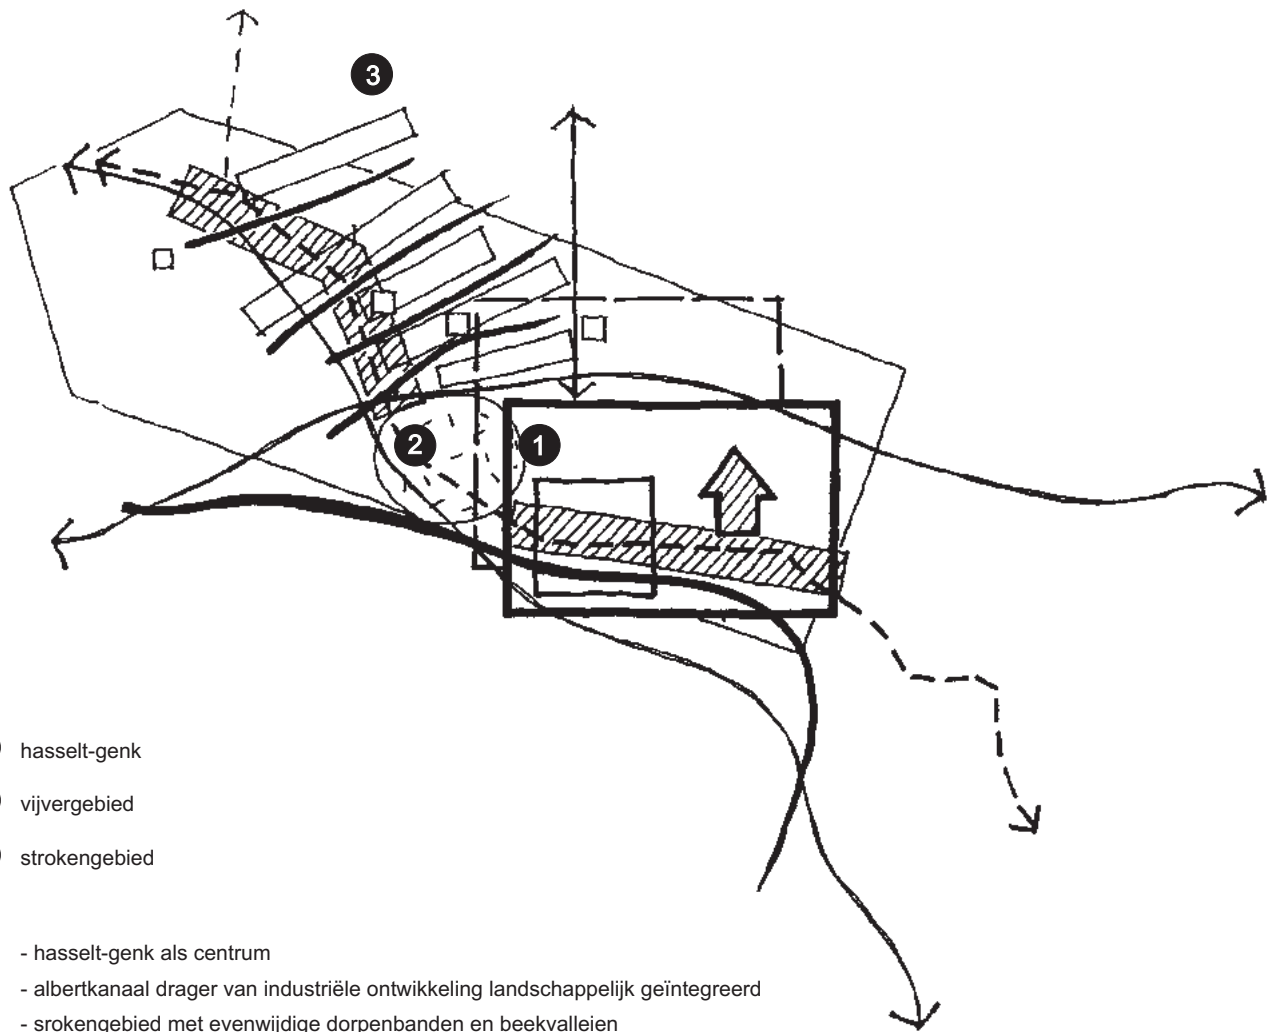 3
2
1
hasselt-genk
vijvergebied
strokengebied
- hasselt-genk als centrum
- albertkanaal drager van industriële ontwikkeling landschappelijk geïntegreerd
- srokengebied met evenwijdige dorpenbanden en beekvalleien